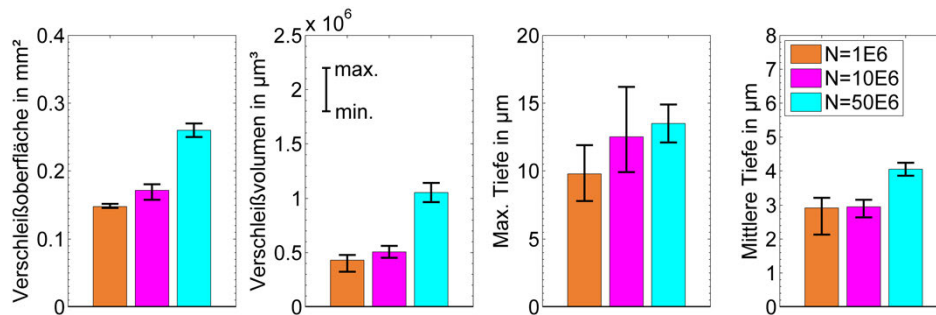 Verschleißoberfläche in mm²
0.4
0.3
0.2
0.1
0
Verschleißvolumen in µm³
x 10⁶
2.5
2
1.5
1
0.5
0
max.
min.
Max. Tiefe in µm
20
15
10
5
0
Mittlere Tiefe in µm
8
7
6
5
4
3
2
1
0
N=1E6
N=10E6
N=50E6